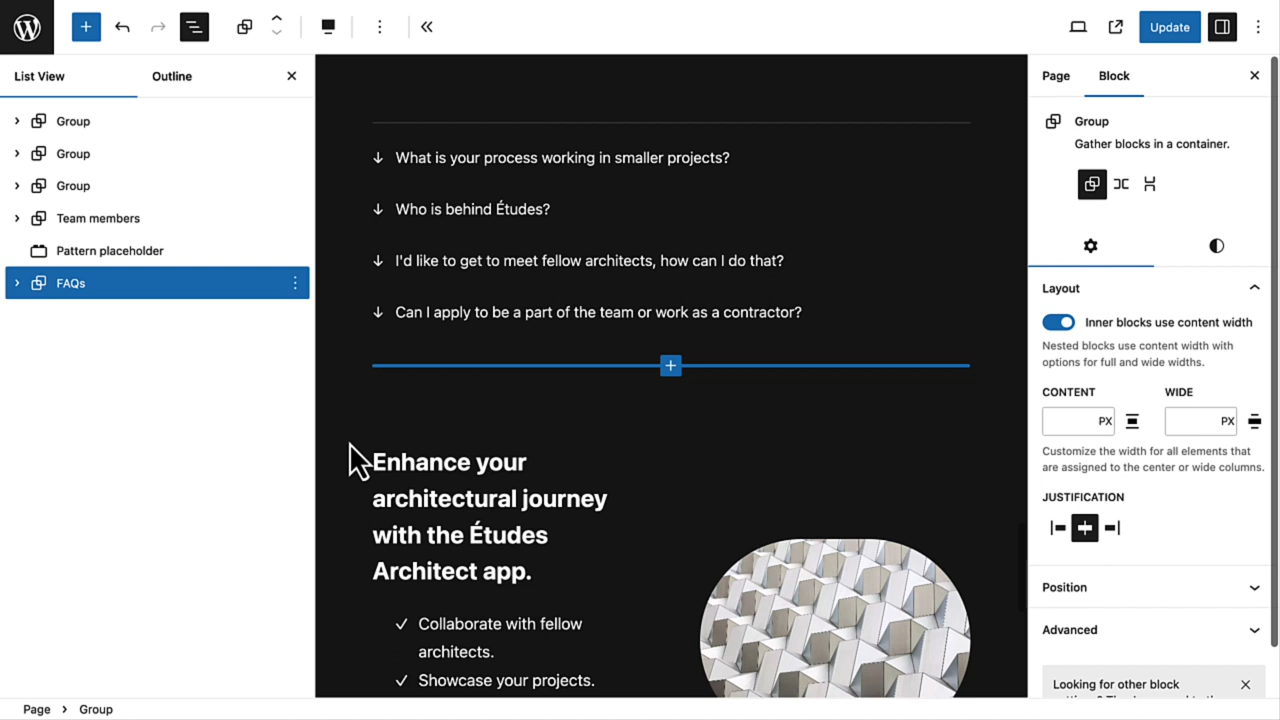 Update
List View
Outline
Group
Group
Group
Team members
Pattern placeholder
FAQs
What is your process working in smaller projects?
Who is behind Études?
I'd like to get to meet fellow architects, how can I do that?
Can I apply to be a part of the team or work as a contractor?
Enhance your
architectural journey
with the Études
Architect app.
Collaborate with fellow
architects.
Showcase your projects.
Page
Block
Group
Gather blocks in a container.
Layout
Inner blocks use content width
Nested blocks use content width with
options for full and wide widths.
CONTENT
WIDE
PX
PX
Customize the width for all elements that
are assigned to the center or wide columns.
JUSTIFICATION
Position
Advanced
Looking for other block
Page
Group